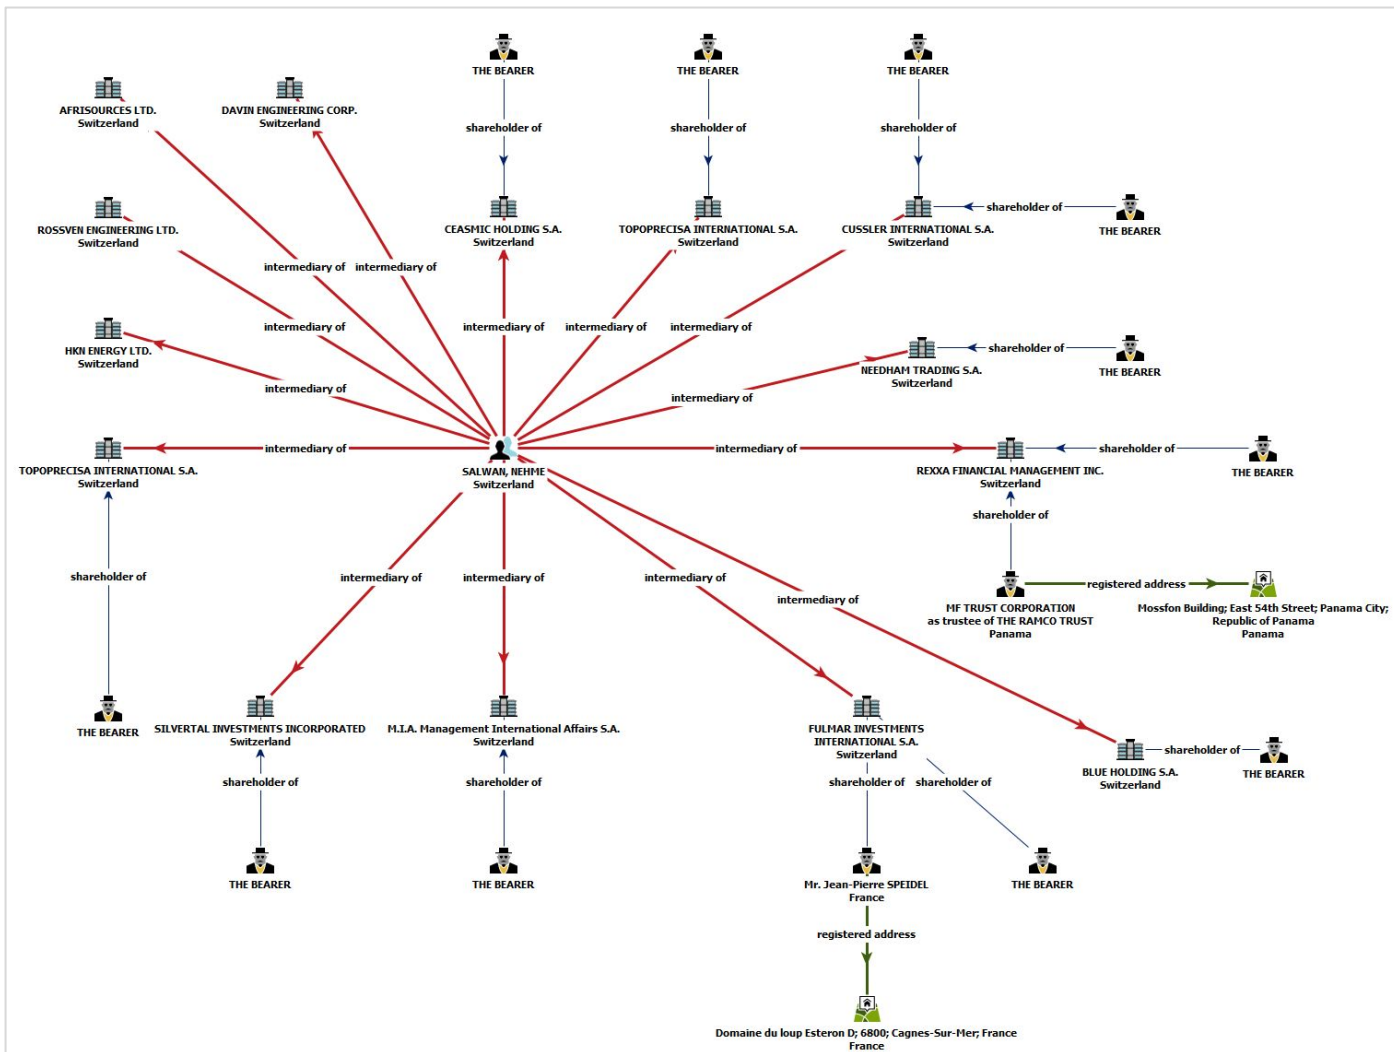 THE BEARER
THE BEARER
THE BEARER
AFRISOURCES LTD.
Switzerland
DAVIN ENGINEERING CORP.
Switzerland
shareholder of
shareholder of
shareholder of
ROSSVEN ENGINEERING LTD.
Switzerland
CEASMIC HOLDING S.A.
Switzerland
TOPOPRECISA INTERNATIONAL S.A.
Switzerland
CUSSLER INTERNATIONAL S.A.
Switzerland
shareholder of
THE BEARER
intermediary of
intermediary of
intermediary of
intermediary of
intermediary of
intermediary of
HKN ENERGY LTD.
Switzerland
NEEDHAM TRADING S.A.
Switzerland
shareholder of
THE BEARER
intermediary of
intermediary of
TOPOPRECISA INTERNATIONAL S.A.
Switzerland
intermediary of
SALWAN, NEHME
Switzerland
intermediary of
REXXA FINANCIAL MANAGEMENT INC.
Switzerland
shareholder of
THE BEARER
shareholder of
shareholder of
intermediary of
intermediary of
intermediary of
intermediary of
MF TRUST CORPORATION
as trustee of THE RAMCO TRUST
Panama
registered address
Mossfon Building; East 54th Street; Panama City;
Republic of Panama
Panama
THE BEARER
SILVERTAL INVESTMENTS INCORPORATED
Switzerland
M.I.A. Management International Affairs S.A.
Switzerland
FULMAR INVESTMENTS
INTERNATIONAL S.A.
Switzerland
BLUE HOLDING S.A.
Switzerland
shareholder of
THE BEARER
shareholder of
shareholder of
shareholder of
shareholder of
THE BEARER
THE BEARER
Mr. Jean-Pierre SPEIDEL
France
THE BEARER
registered address
Domaine du loup Esteron D; 6800; Cagnes-Sur-Mer; France
France